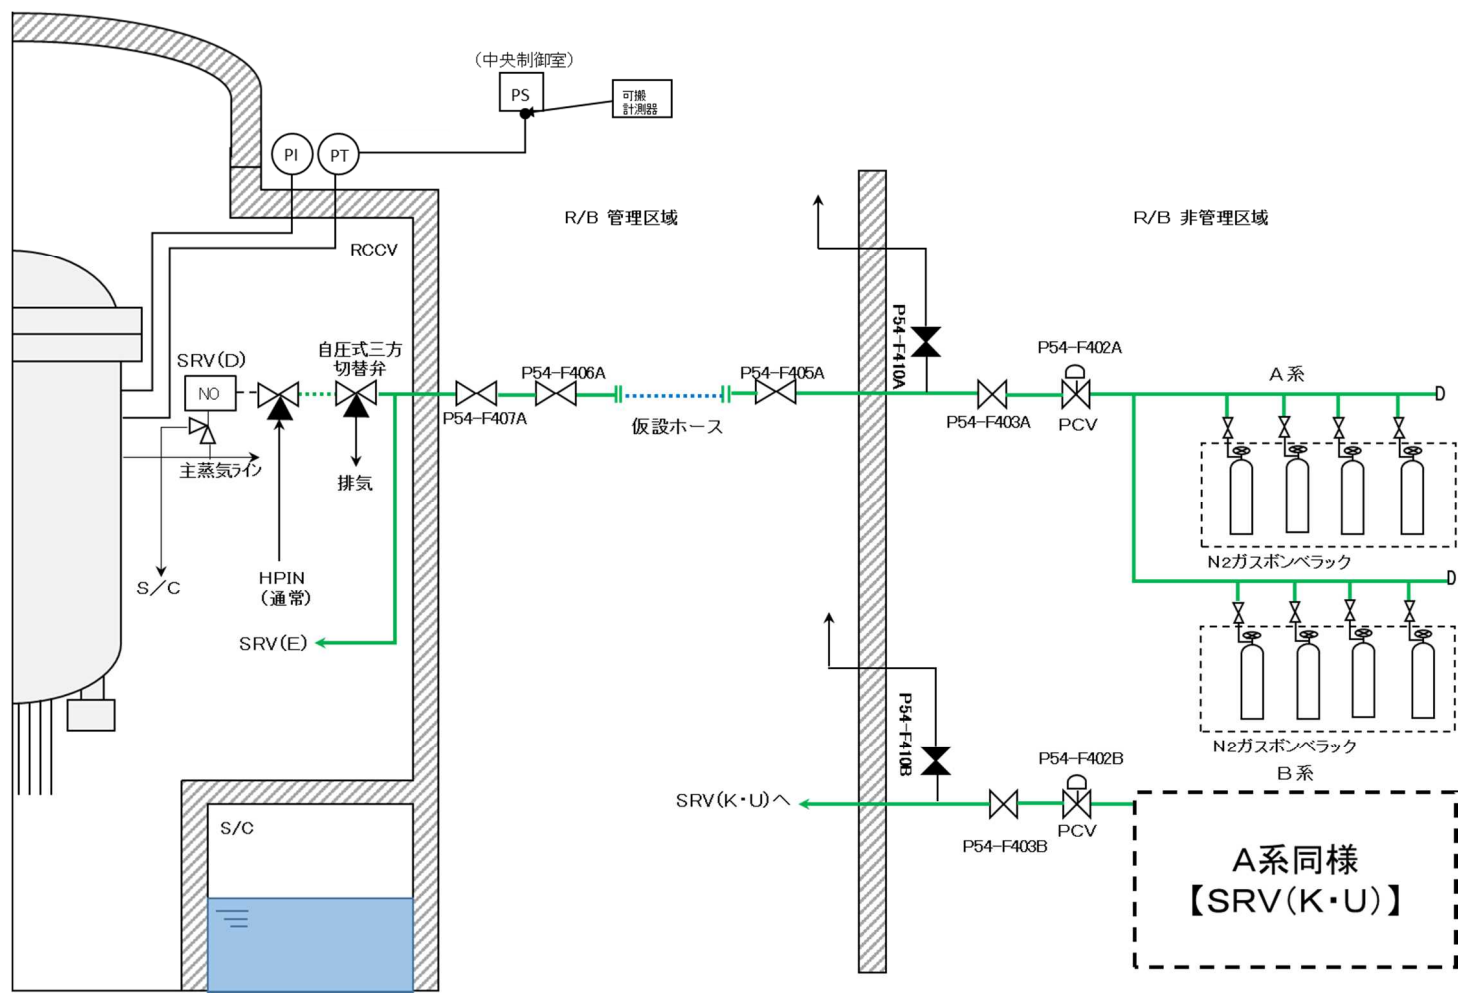 (中央制御室)
PS
可搬
計測器
PI
PT
R/B 管理区域
R/B 非管理区域
RCCV
P54-F410A
自圧式三方
切替弁
SRV(D)
NO
P54-F406A
P54-F405A
P54-F402A
A系
P54-F407A
仮設ホース
P54-F403A
PCV
主蒸気ライン
排気
S/C
HPIN
(通常)
N2ガスボンベラック
SRV(E)
N2ガスボンベラック
P54-F410B
P54-F402B
B系
SRV(K・U)へ
P54-F403B
PCV
S/C
A系同様
【SRV(K・U)】